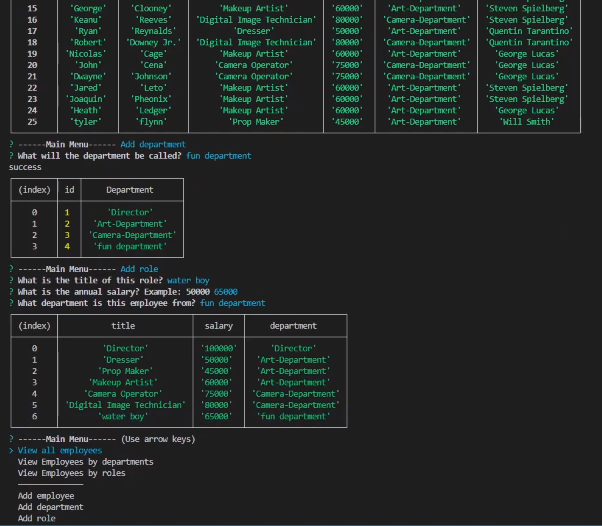 15 'George' 'Clooney' 'Makeup Artist' '60000' 'Art-Department' 'Steven Spielberg'
16 'Keanu' 'Reeves' 'Digital Image Technician' '80000' 'Camera-Department' 'Steven Spielberg'
17 'Ryan' 'Reynalds' 'Dresser' '50000' 'Art-Department' 'Quentin Tarantino'
18 'Robert' 'Downey Jr.' 'Digital Image Technician' '80000' 'Camera-Department' 'Quentin Tarantino'
19 'Nicolas' 'Cage' 'Makeup Artist' '60000' 'Art-Department' 'George Lucas'
20 'John' 'Cena' 'Camera Operator' '75000' 'Camera-Department' 'George Lucas'
21 'Dwayne' 'Johnson' 'Camera Operator' '75000' 'Camera-Department' 'George Lucas'
22 'Jared' 'Leto' 'Makeup Artist' '60000' 'Art-Department' 'Steven Spielberg'
23 'Joaquin' 'Pheonix' 'Makeup Artist' '60000' 'Art-Department' 'Steven Spielberg'
24 'Heath' 'Ledger' 'Makeup Artist' '60000' 'Art-Department' 'George Lucas'
25 'tyler' 'flynn' 'Prop Maker' '45000' 'Art-Department' 'Will Smith'
? ------Main Menu------ Add department
? What will the department be called? fun department
success
(index) id Department
0 1 'Director'
1 2 'Art-Department'
2 3 'Camera-Department'
3 4 'fun department'
? ------Main Menu------ Add role
? What is the title of this role? water boy
? What is the annual salary? Example: 50000 65000
? What department is this employee from? fun department
(index) title salary department
0 'Director' '100000' 'Director'
1 'Dresser' '50000' 'Art-Department'
2 'Prop Maker' '45000' 'Art-Department'
3 'Makeup Artist' '60000' 'Art-Department'
4 'Camera Operator' '75000' 'Camera-Department'
5 'Digital Image Technician' '80000' 'Camera-Department'
6 'water boy' '65000' 'fun department'
? ------Main Menu------ (Use arrow keys)
> View all employees
View Employees by departments
View Employees by roles
Add employee
Add department
Add role